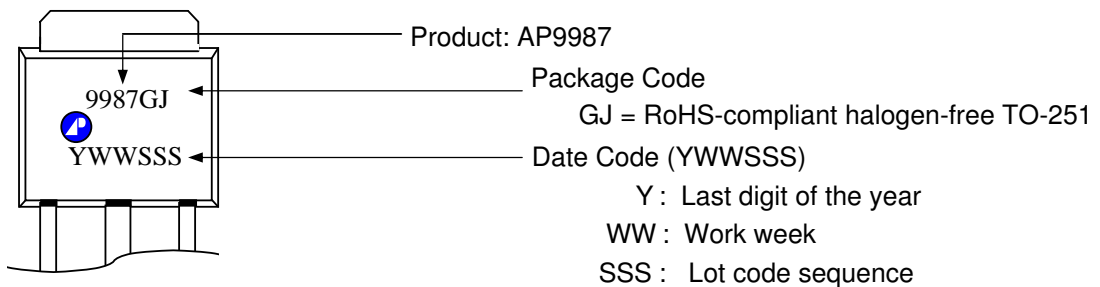 Product: AP9987
9987GJ
Package Code
GJ = RoHS-compliant halogen-free TO-251
AP
YWWSSS
Date Code (YWWSSS)
Y : Last digit of the year
WW : Work week
SSS : Lot code sequence